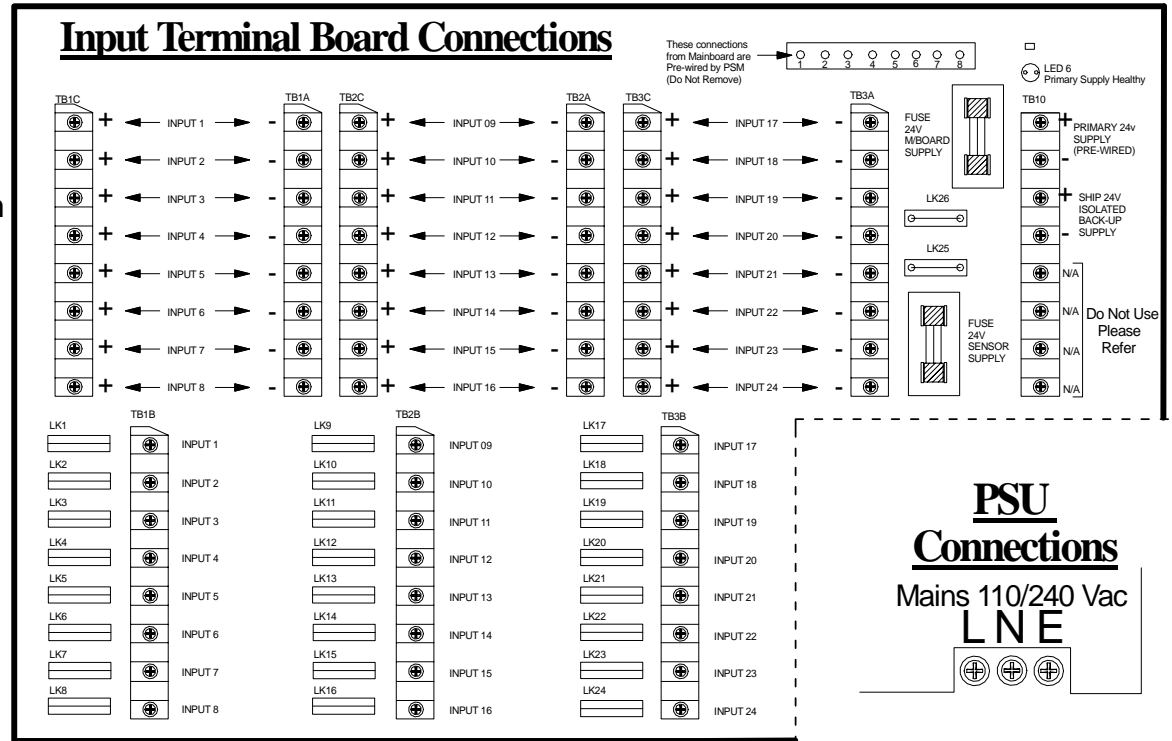 Input Terminal Board Connections
These connections
from Mainboard are
Pre-wired by PSM
(Do Not Remove)
1 2 3 4 5 6 7 8
LED 6
Primary Supply Healthy
TB1C TB1A TB2C TB2A TB3C TB3A
+ INPUT 1 - + INPUT 09 - + INPUT 17 -
+ INPUT 2 - + INPUT 10 - + INPUT 18 -
+ INPUT 3 - + INPUT 11 - + INPUT 19 -
+ INPUT 4 - + INPUT 12 - + INPUT 20 -
+ INPUT 5 - + INPUT 13 - + INPUT 21 -
+ INPUT 6 - + INPUT 14 - + INPUT 22 -
+ INPUT 7 - + INPUT 15 - + INPUT 23 -
+ INPUT 8 - + INPUT 16 - + INPUT 24 -
FUSE
24V
M/BOARD
SUPPLY
LK26
LK25
FUSE
24V
SENSOR
SUPPLY
TB10
+
PRIMARY 24v
SUPPLY
(PRE-WIRED)
-
+
SHIP 24V
ISOLATED
BACK-UP
SUPPLY
-
N/A
N/A
N/A
N/A
Do Not Use
Please
Refer
TB1B
LK1 INPUT 1
LK2 INPUT 2
LK3 INPUT 3
LK4 INPUT 4
LK5 INPUT 5
LK6 INPUT 6
LK7 INPUT 7
LK8 INPUT 8
TB2B
LK9 INPUT 09
LK10 INPUT 10
LK11 INPUT 11
LK12 INPUT 12
LK13 INPUT 13
LK14 INPUT 14
LK15 INPUT 15
LK16 INPUT 16
TB3B
LK17 INPUT 17
LK18 INPUT 18
LK19 INPUT 19
LK20 INPUT 20
LK21 INPUT 21
LK22 INPUT 22
LK23 INPUT 23
LK24 INPUT 24
PSU
Connections
Mains 110/240 Vac
L N E